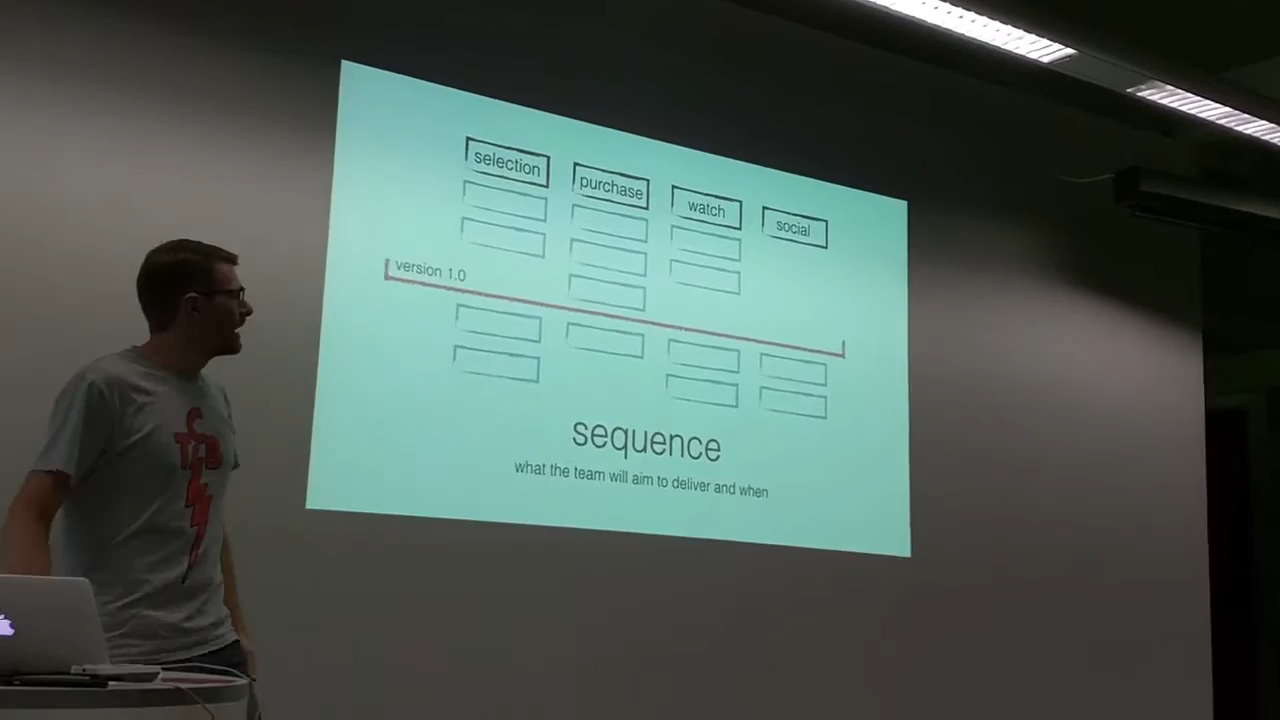 selection
purchase
watch
social
version 1.0
sequence
what the team will aim to deliver and when